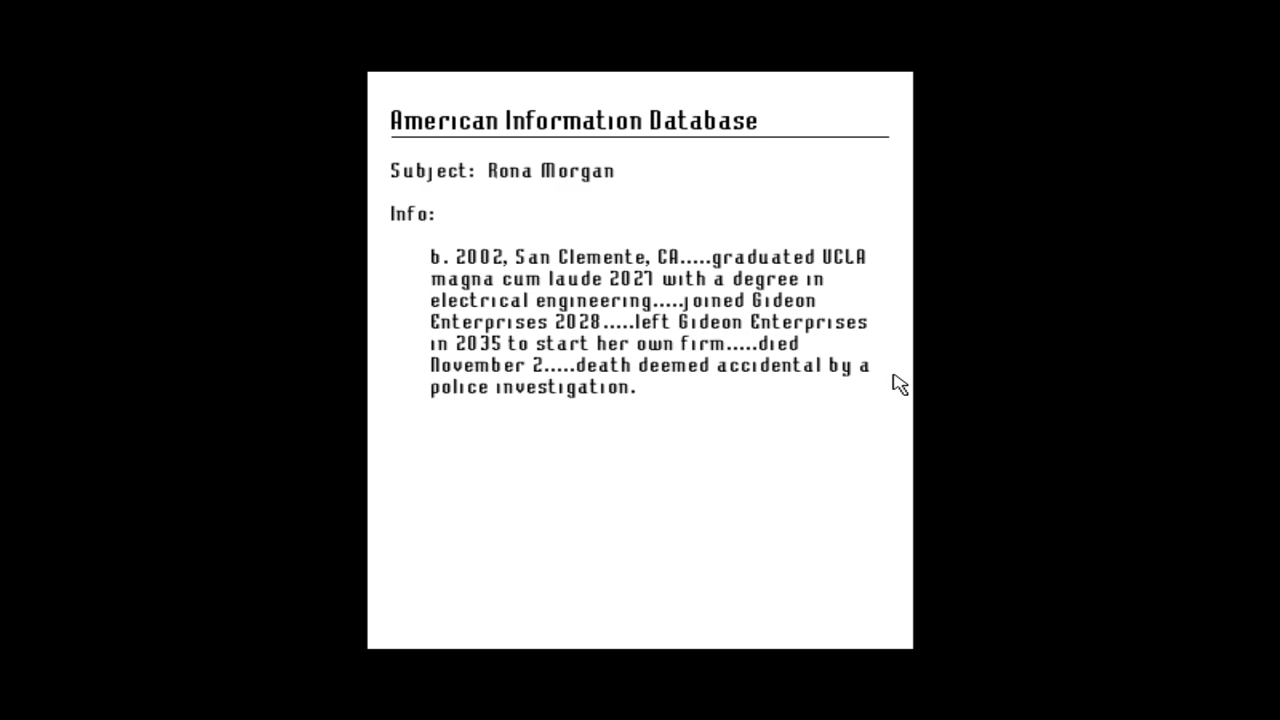 American Information Database
Subject: Rona Morgan
Info:
b. 2002, San Clemente, CA.....graduated UCLA
magna cum laude 2027 with a degree in
electrical engineering.....joined Gideon
Enterprises 2028.....left Gideon Enterprises
in 2035 to start her own firm.....died
November 2.....death deemed accidental by a
police investigation.